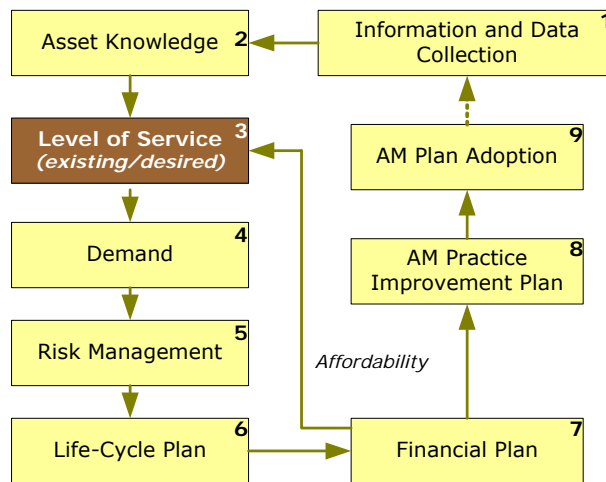 1
Information and Data
Collection
2
Asset Knowledge
3
Level of Service
(existing/desired)
4
Demand
5
Risk Management
6
Life-Cycle Plan
7
Financial Plan
Affordability
8
AM Practice
Improvement Plan
9
AM Plan Adoption